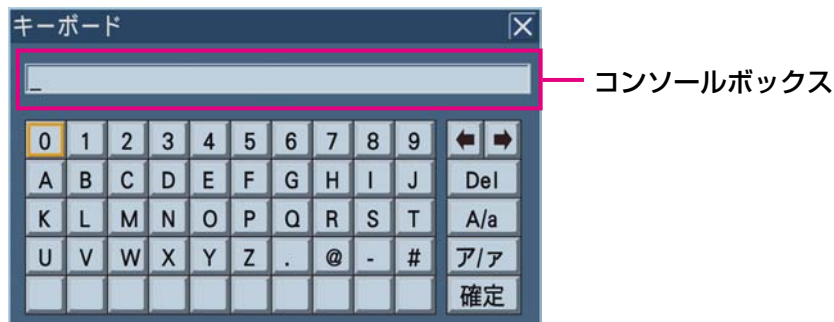 キーボード
_
コンソールボックス
0 1 2 3 4 5 6 7 8 9 ⬅ ➡
A B C D E F G H I J Del
K L M N O P Q R S T A/a
U V W X Y Z . @ - # ア/ァ
確定